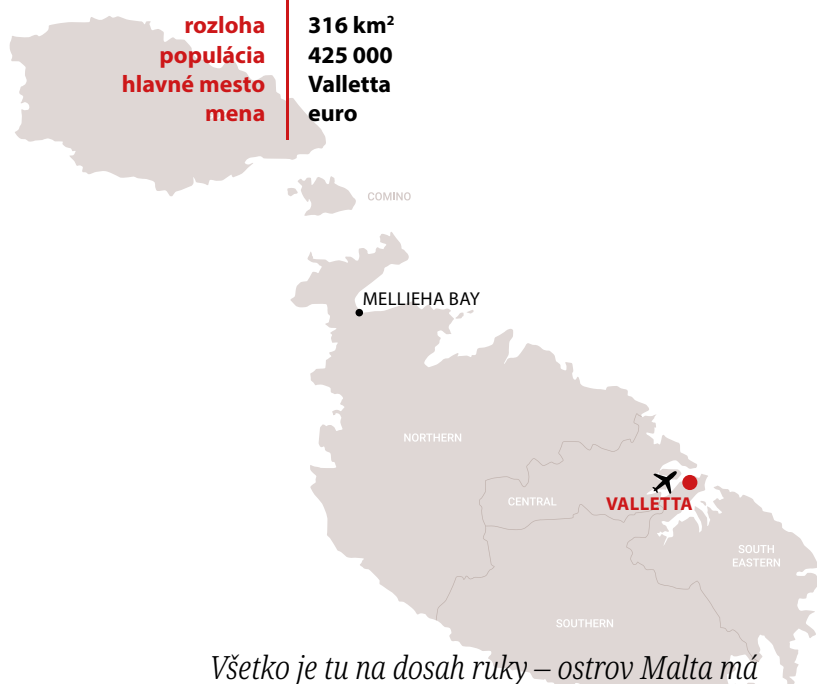 rozloha 316 km²
populácia 425 000
hlavné mesto Valletta
mena euro
COMINO
MELLIEHA BAY
NORTHERN
CENTRAL
VALLETTA
SOUTH
EASTERN
SOUTHERN
Všetko je tu na dosah ruky – ostrov Malta má